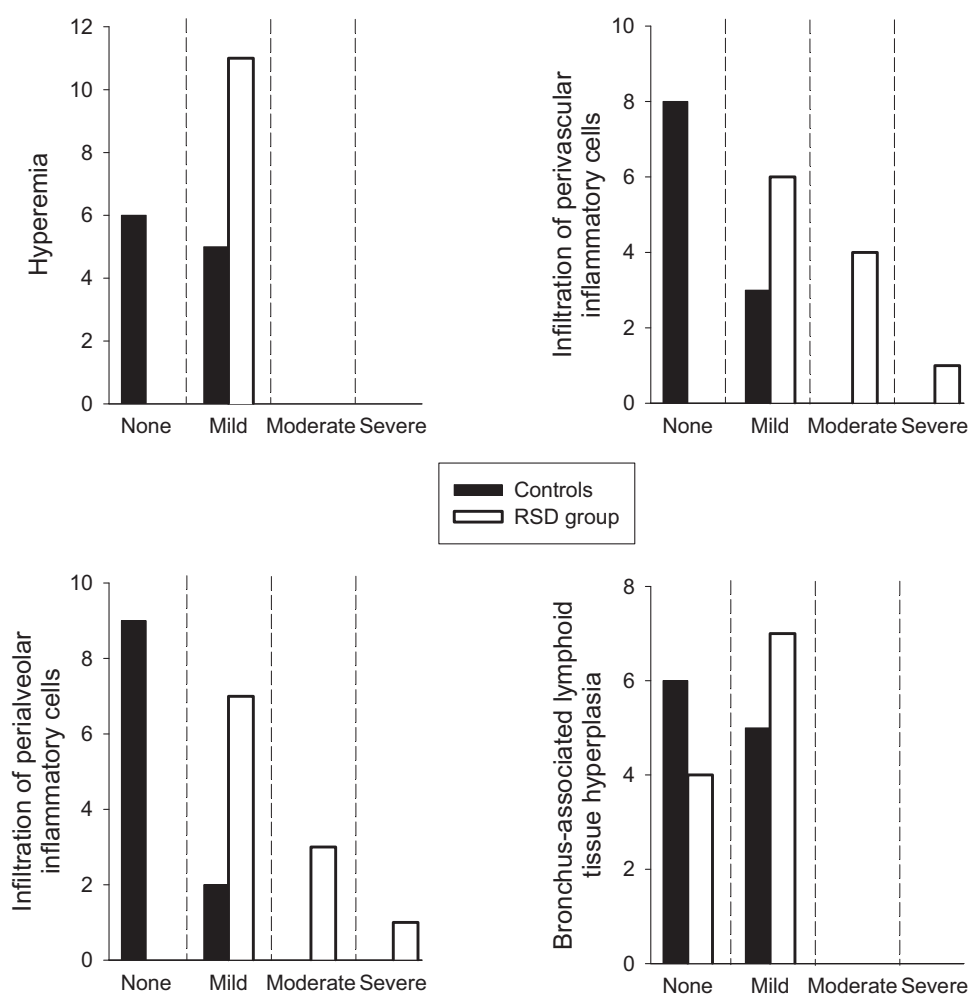 Hyperemia
12
10
8
6
4
2
0
None Mild Moderate Severe
Infiltration of perivascular
inflammatory cells
10
8
6
4
2
0
None Mild Moderate Severe
Controls
RSD group
Infiltration of perialveolar
inflammatory cells
10
8
6
4
2
0
None Mild Moderate Severe
Bronchus-associated lymphoid
tissue hyperplasia
8
6
4
2
0
None Mild Moderate Severe